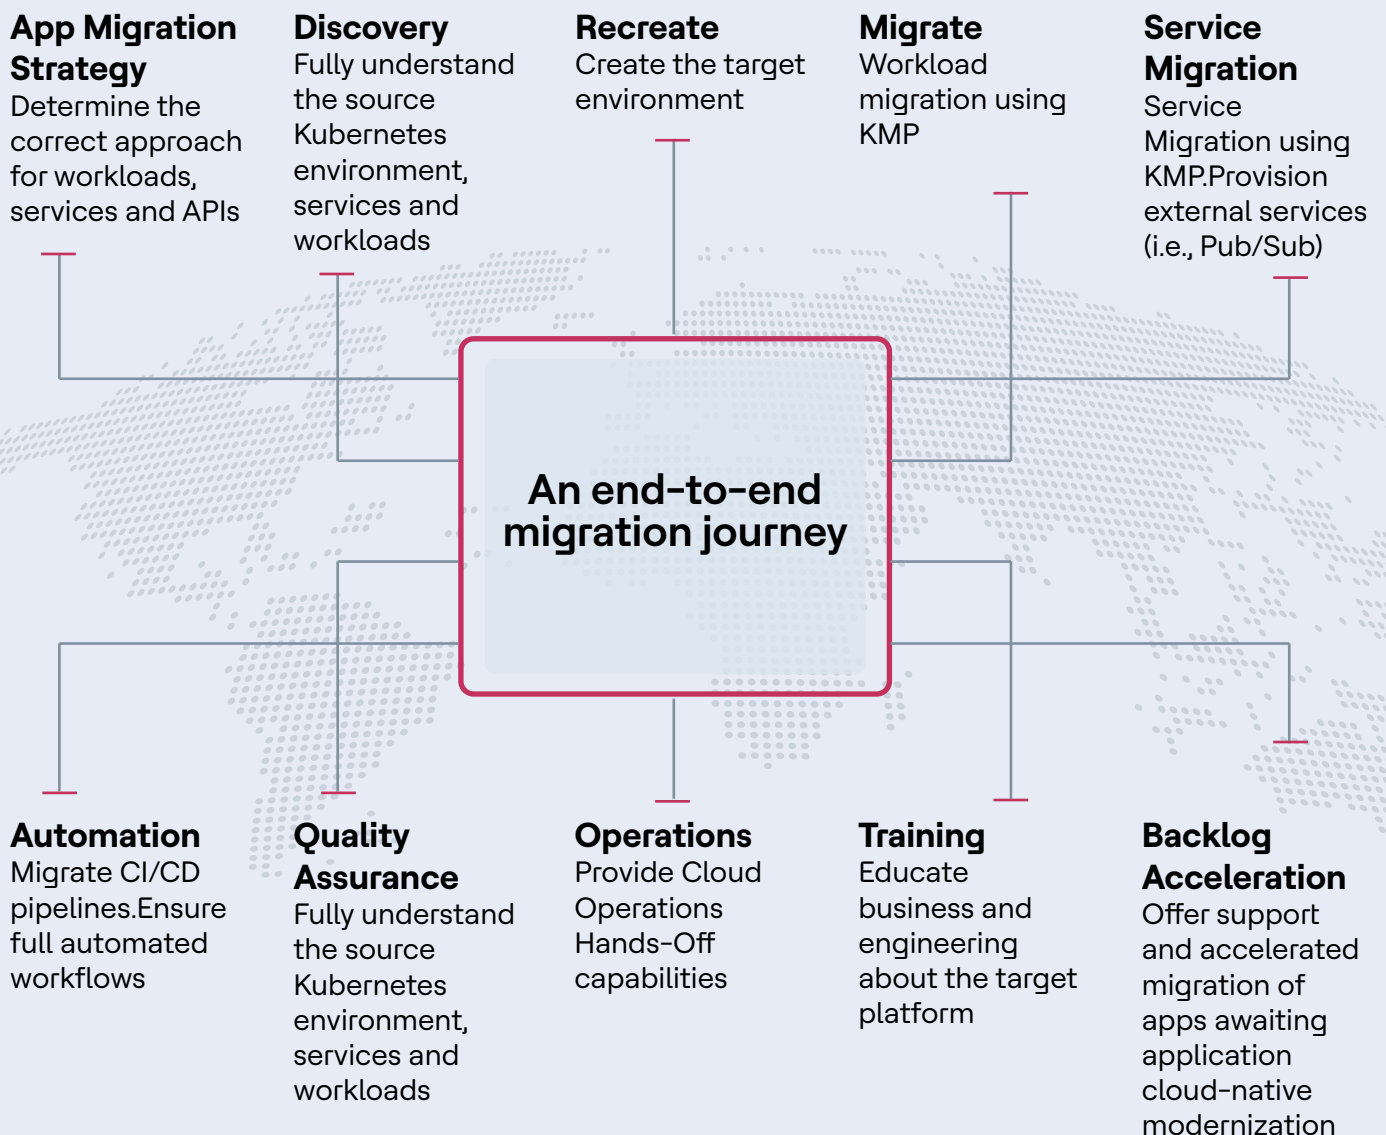 App Migration
Strategy
Determine the
correct approach
for workloads,
services and APIs
Discovery
Fully understand
the source
Kubernetes
environment,
services and
workloads
Recreate
Create the target
environment
Migrate
Workload
migration using
KMP
Service
Migration
Service
Migration using
KMP.Provision
external services
(i.e., Pub/Sub)
An end-to-end
migration journey
Automation
Migrate CI/CD
pipelines.Ensure
full automated
workflows
Quality
Assurance
Fully understand
the source
Kubernetes
environment,
services and
workloads
Operations
Provide Cloud
Operations
Hands-Off
capabilities
Training
Educate
business and
engineering
about the target
platform
Backlog
Acceleration
Offer support
and accelerated
migration of
apps awaiting
application
cloud-native
modernization